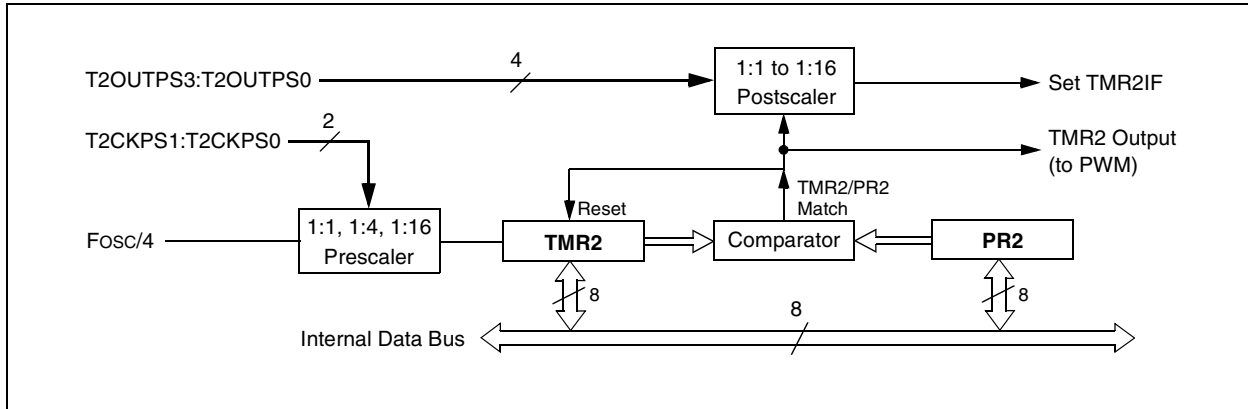 T2OUTPS3:T2OUTPS0
4
1:1 to 1:16
Postscaler
Set TMR2IF
T2CKPS1:T2CKPS0
2
TMR2 Output
(to PWM)
TMR2/PR2
Match
Reset
FOSC/4
1:1, 1:4, 1:16
Prescaler
TMR2
Comparator
PR2
8
8
8
Internal Data Bus